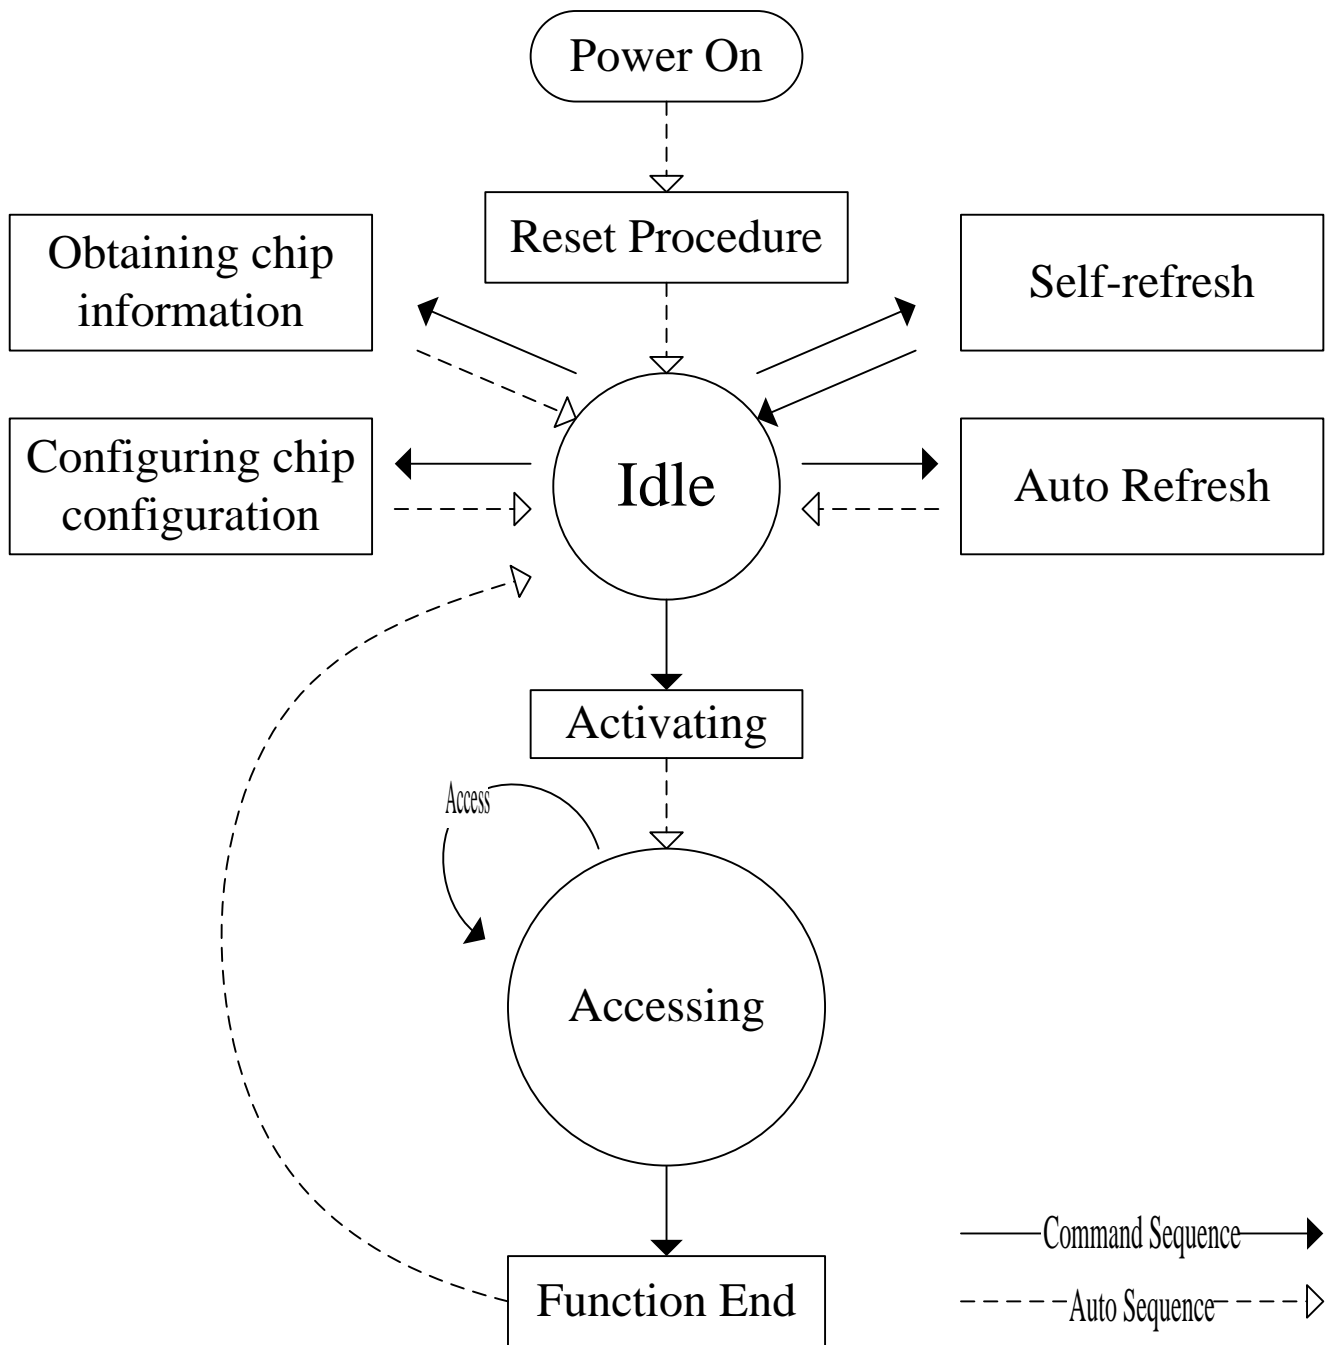 Power On
Reset Procedure
Obtaining chip
information
Self-refresh
Configuring chip
configuration
Idle
Auto Refresh
Activating
Access
Accessing
Function End
Command Sequence
Auto Sequence